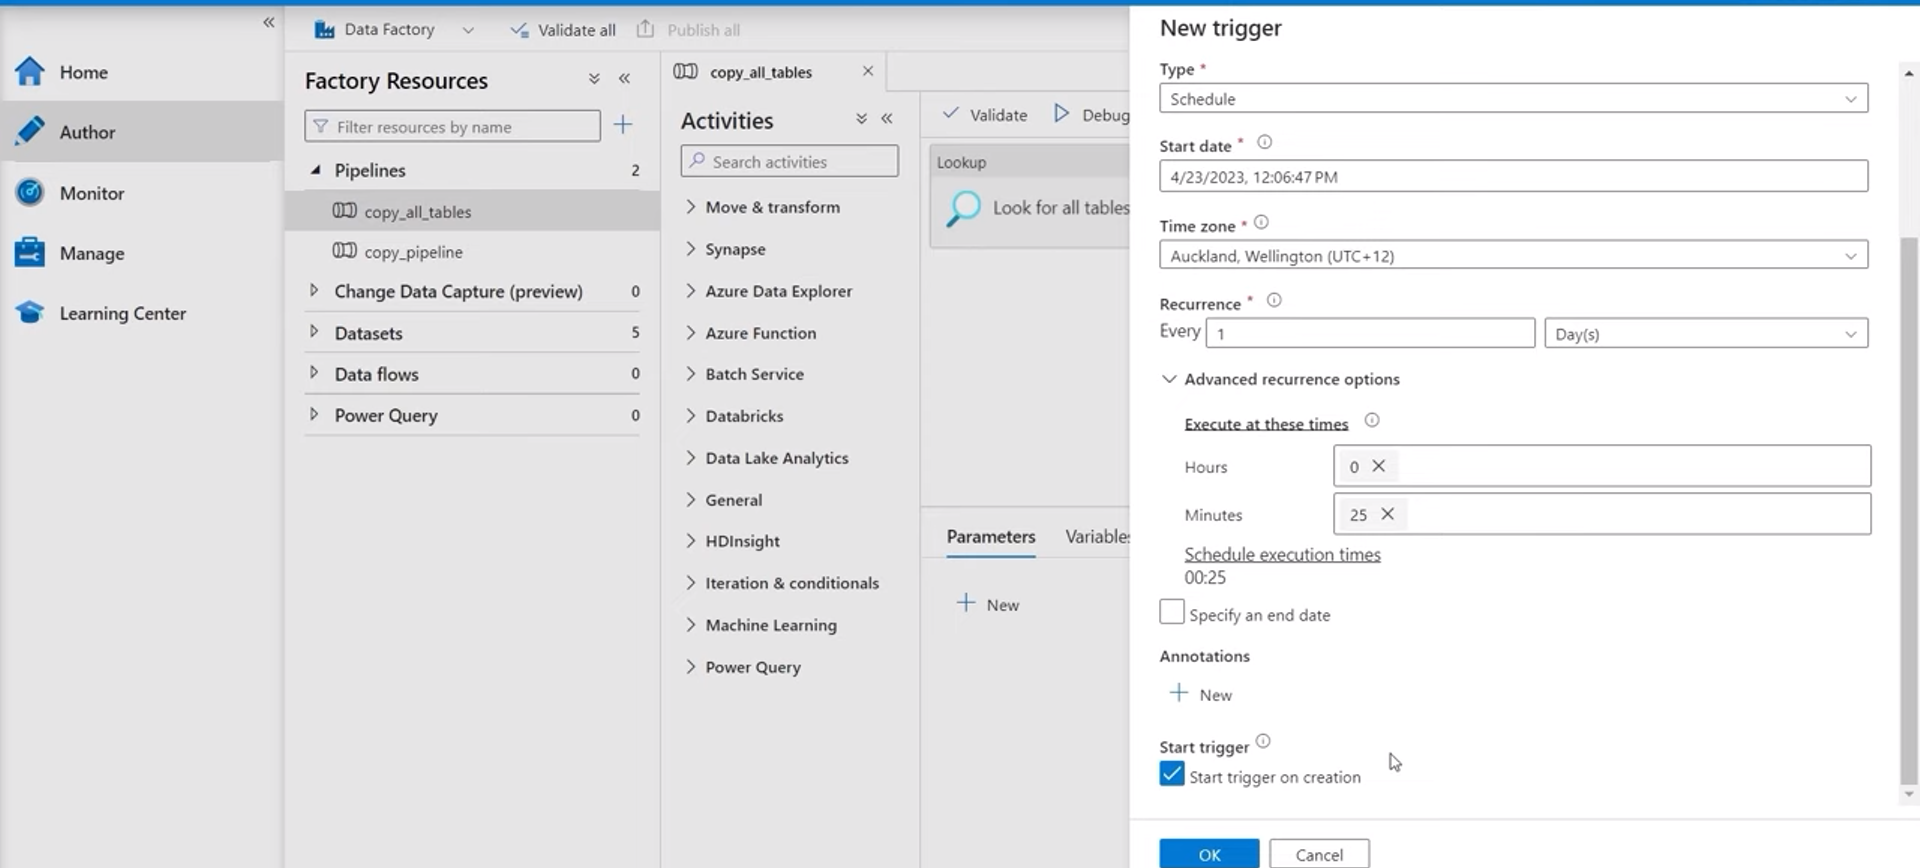 Home
Author
Monitor
Manage
Learning Center
Data Factory
Validate all
Publish all
Factory Resources
Filter resources by name
Pipelines 2
copy_all_tables
copy_pipeline
Change Data Capture (preview) 0
Datasets 5
Data flows 0
Power Query 0
copy_all_tables
Activities
Search activities
Move & transform
Synapse
Azure Data Explorer
Azure Function
Batch Service
Databricks
Data Lake Analytics
General
HDInsight
Iteration & conditionals
Machine Learning
Power Query
Validate Debug
Lookup
Look for all tables
Parameters Variables
New
New trigger
Type *
Schedule
Start date *
4/23/2023, 12:06:47 PM
Time zone *
Auckland, Wellington (UTC+12)
Recurrence *
Every 1 Day(s)
Advanced recurrence options
Execute at these times
Hours 0
Minutes 25
Schedule execution times
00:25
Specify an end date
Annotations
New
Start trigger
Start trigger on creation
OK Cancel